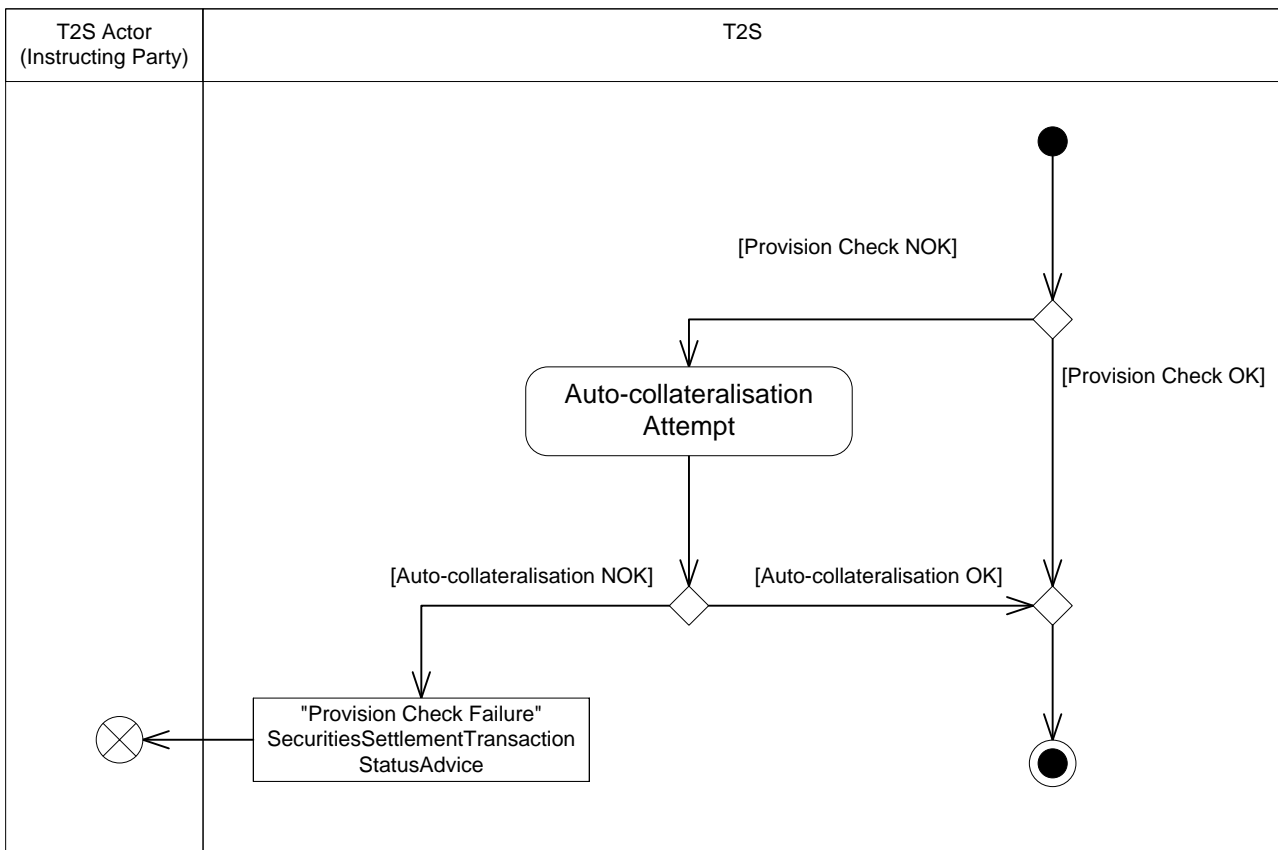 T2S Actor
(Instructing Party)
T2S
[Provision Check NOK]
[Provision Check OK]
Auto-collateralisation
Attempt
[Auto-collateralisation NOK]
[Auto-collateralisation OK]
"Provision Check Failure"
SecuritiesSettlementTransaction
StatusAdvice